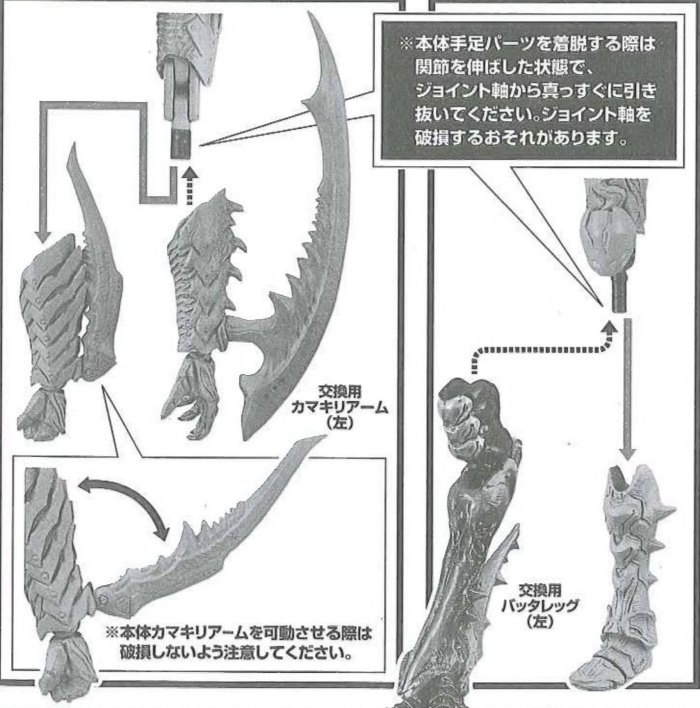 ※本体手足パーツを着脱する際は
関節を伸ばした状態で、
ジョイント軸から真っすぐに引き
抜いてください。ジョイント軸を
破損するおそれがあります。
交換用
カマキリアーム
（左）
※本体カマキリアームを可動させる際は
破損しないよう注意してください。
交換用
バッタレッグ
（左）